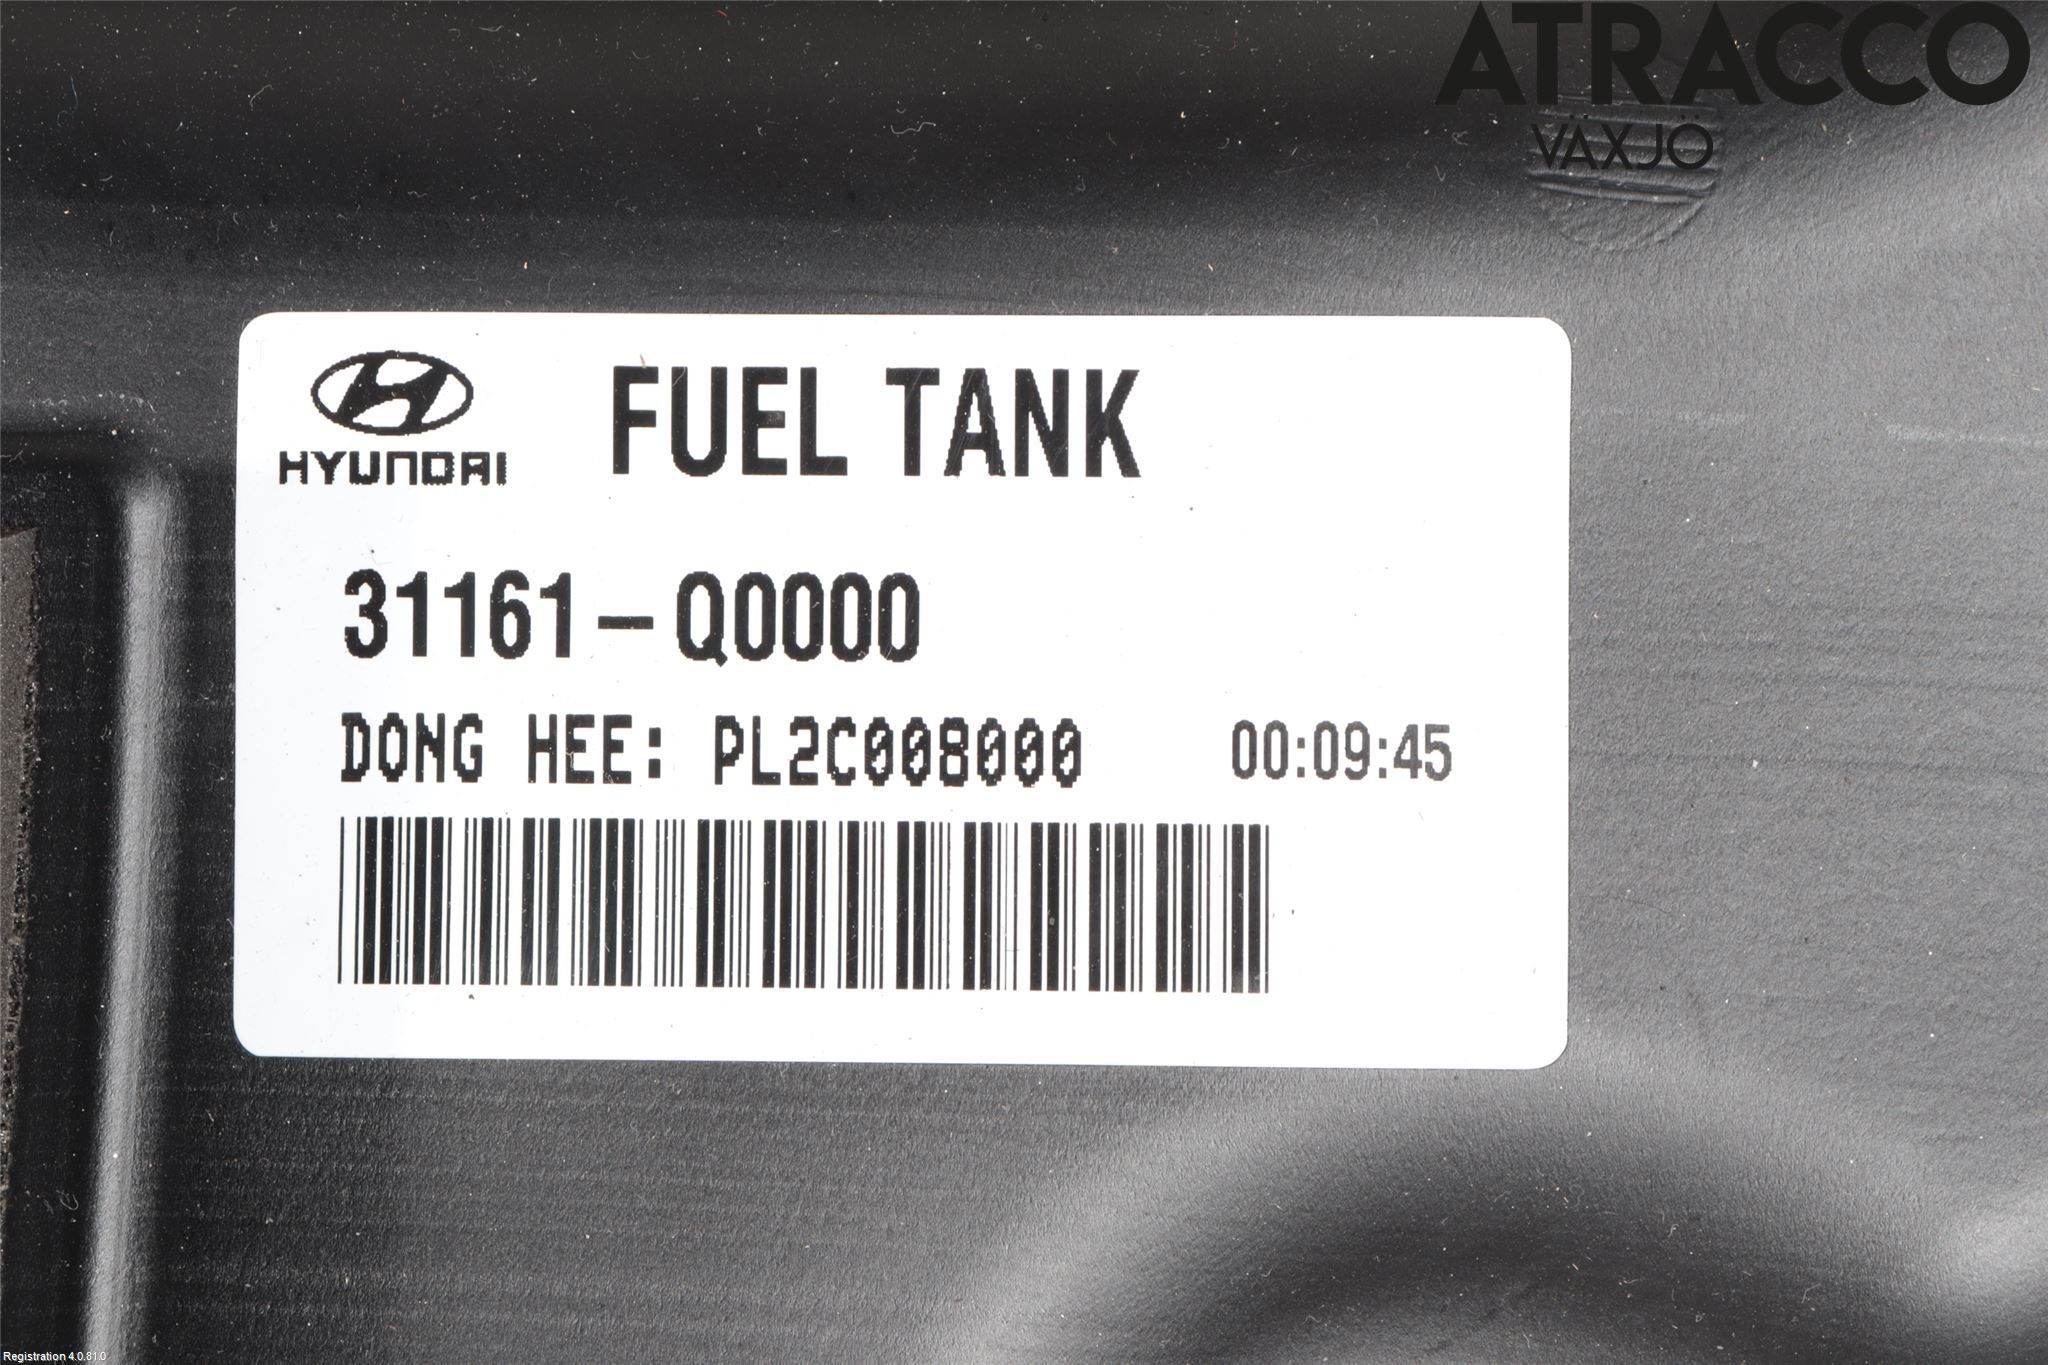 ATRACCO
VÄXJÖ
HYUNDAI
FUEL TANK
31161-Q0000
DONG HEE: PL2C008000 00:09:45
Registration 4.0.81.0